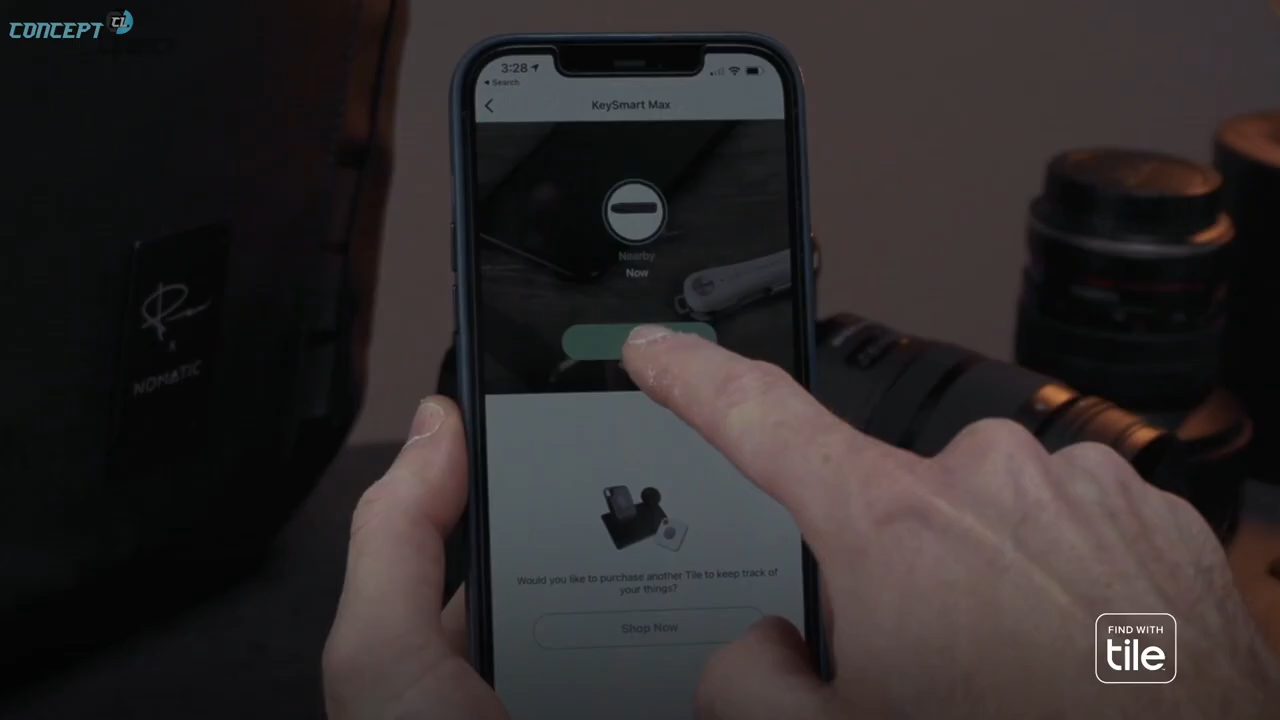 CONCEPT CL
3:28
Search
KeySmart Max
Nearby
Now
NOMATIC
Would you like to purchase another Tile to keep track of
your things?
Shop Now
FIND WITH
tile